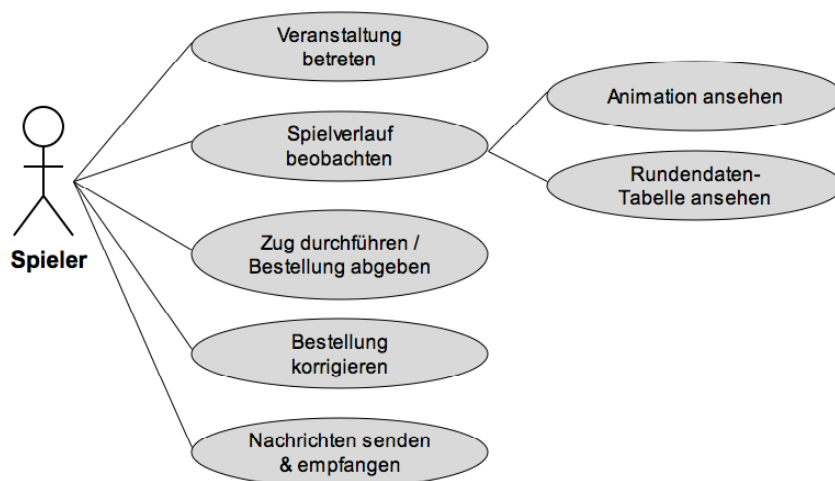 Veranstaltung
betreten
Animation ansehen
Spielverlauf
beobachten
Rundendaten-
Tabelle ansehen
Spieler
Zug durchführen /
Bestellung abgeben
Bestellung
korrigieren
Nachrichten senden
& empfangen